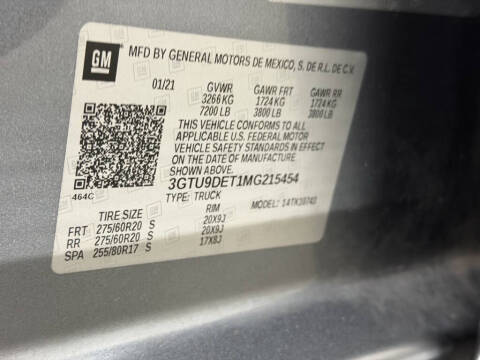 GM
MFD BY GENERAL MOTORS DE MEXICO, S. DE R.L. DE C.V.
01/21 GVWR GAWR FRT GAWR RR
3266 KG 1724 KG 1724 KG
7200 LB 3800 LB 3800 LB
THIS VEHICLE CONFORMS TO ALL
APPLICABLE U.S. FEDERAL MOTOR
VEHICLE SAFETY STANDARDS IN EFFECT
ON THE DATE OF MANUFACTURE
SHOWN ABOVE.
464C 3GTU9DET1MG215454
TYPE: TRUCK MODEL: 14TK10743
TIRE SIZE RIM
FRT 275/60R20 S 20X9J
RR 275/60R20 S 20X9J
SPA 255/80R17 S 17X8J